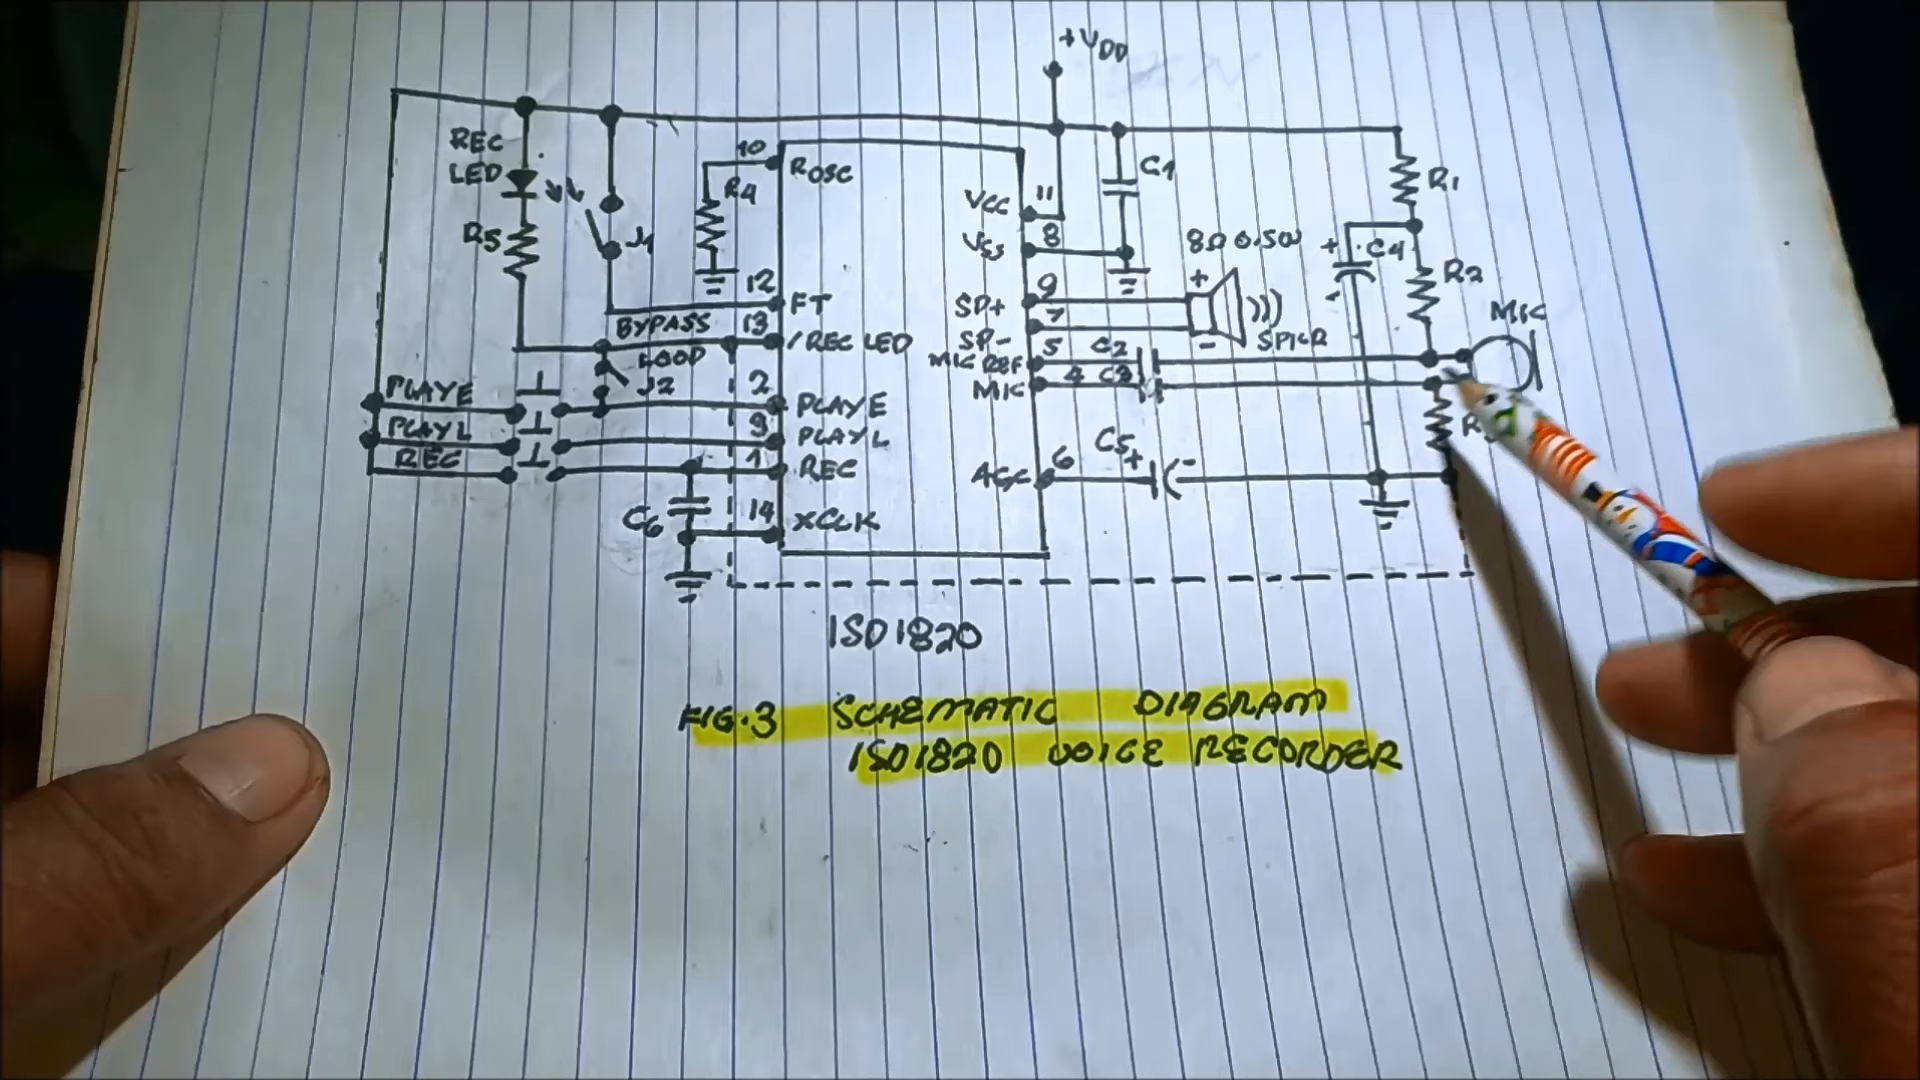 +VDD
REC
LED
R5
J1
10
ROSC
R4
12
FT
BYPASS
13
/REC LED
LOOP
J2
PLAYE
2
PLAYE
PLAYL
3
PLAYL
REC
1
REC
C6
14
XCLK
VCC
11
VSS
8
C1
SP+
9
SP-
7
8Ω 0.5W
+
-
SPKR
MIC REF
5
C2
MIC
4
C3
AGC
6
C5
+
-
R1
+
C4
-
R2
MIC
ISD1820
FIG.3 SCHEMATIC DIAGRAM
ISD1820 VOICE RECORDER